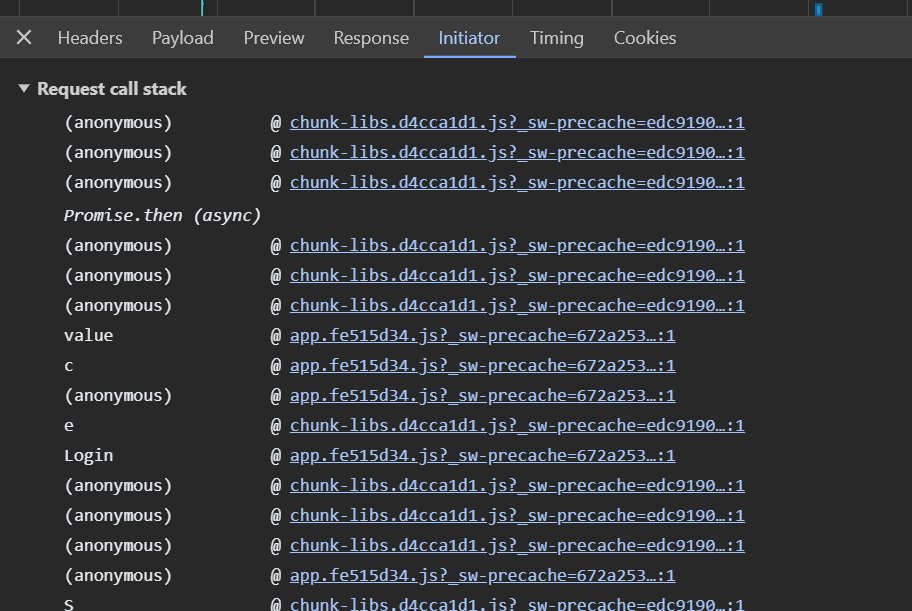 Headers Payload Preview Response Initiator Timing Cookies
Request call stack
(anonymous) @ chunk-libs.d4cca1d1.js?_sw-precache=edc9190…:1
(anonymous) @ chunk-libs.d4cca1d1.js?_sw-precache=edc9190…:1
(anonymous) @ chunk-libs.d4cca1d1.js?_sw-precache=edc9190…:1
Promise.then (async)
(anonymous) @ chunk-libs.d4cca1d1.js?_sw-precache=edc9190…:1
(anonymous) @ chunk-libs.d4cca1d1.js?_sw-precache=edc9190…:1
(anonymous) @ chunk-libs.d4cca1d1.js?_sw-precache=edc9190…:1
value @ app.fe515d34.js?_sw-precache=672a253…:1
c @ app.fe515d34.js?_sw-precache=672a253…:1
(anonymous) @ app.fe515d34.js?_sw-precache=672a253…:1
e @ chunk-libs.d4cca1d1.js?_sw-precache=edc9190…:1
Login @ app.fe515d34.js?_sw-precache=672a253…:1
(anonymous) @ chunk-libs.d4cca1d1.js?_sw-precache=edc9190…:1
(anonymous) @ chunk-libs.d4cca1d1.js?_sw-precache=edc9190…:1
(anonymous) @ chunk-libs.d4cca1d1.js?_sw-precache=edc9190…:1
(anonymous) @ app.fe515d34.js?_sw-precache=672a253…:1
S @ chunk-libs.d4cca1d1.js?_sw-precache=edc9190…:1